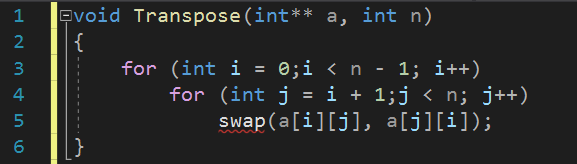 1 void Transpose(int** a, int n)
2 {
3 for (int i = 0;i < n - 1; i++)
4 for (int j = i + 1;j < n; j++)
5 swap(a[i][j], a[j][i]);
6 }